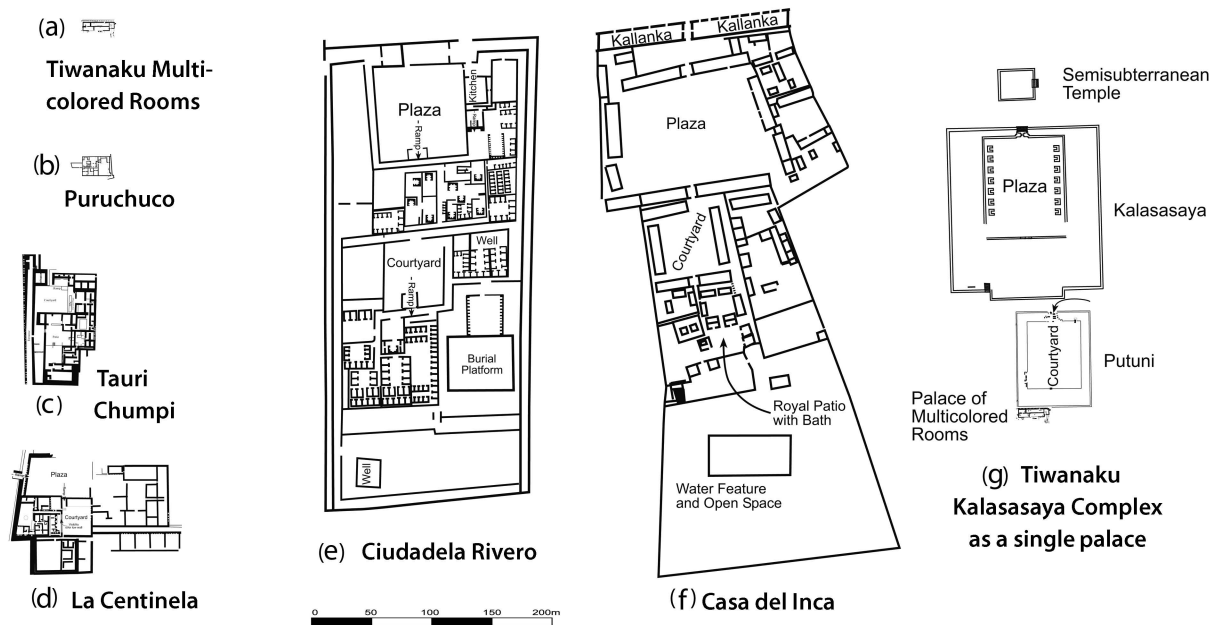 (a)
Tiwanaku Multi-
colored Rooms
(b)
Puruchuco
(c)
Tauri
Chumpi
Plaza
Courtyard
(d) La Centinela
Plaza
Kitchen
Ramp
Courtyard
Well
Ramp
Burial
Platform
Well
(e) Ciudadela Rivero
0 50 100 150 200m
Kallanka
Kallanka
Plaza
Courtyard
Royal Patio
with Bath
Water Feature
and Open Space
(f) Casa del Inca
Semisubterranean
Temple
Plaza
Kalasasaya
Courtyard
Putuni
Palace of
Multicolored
Rooms
(g) Tiwanaku
Kalasasaya Complex
as a single palace